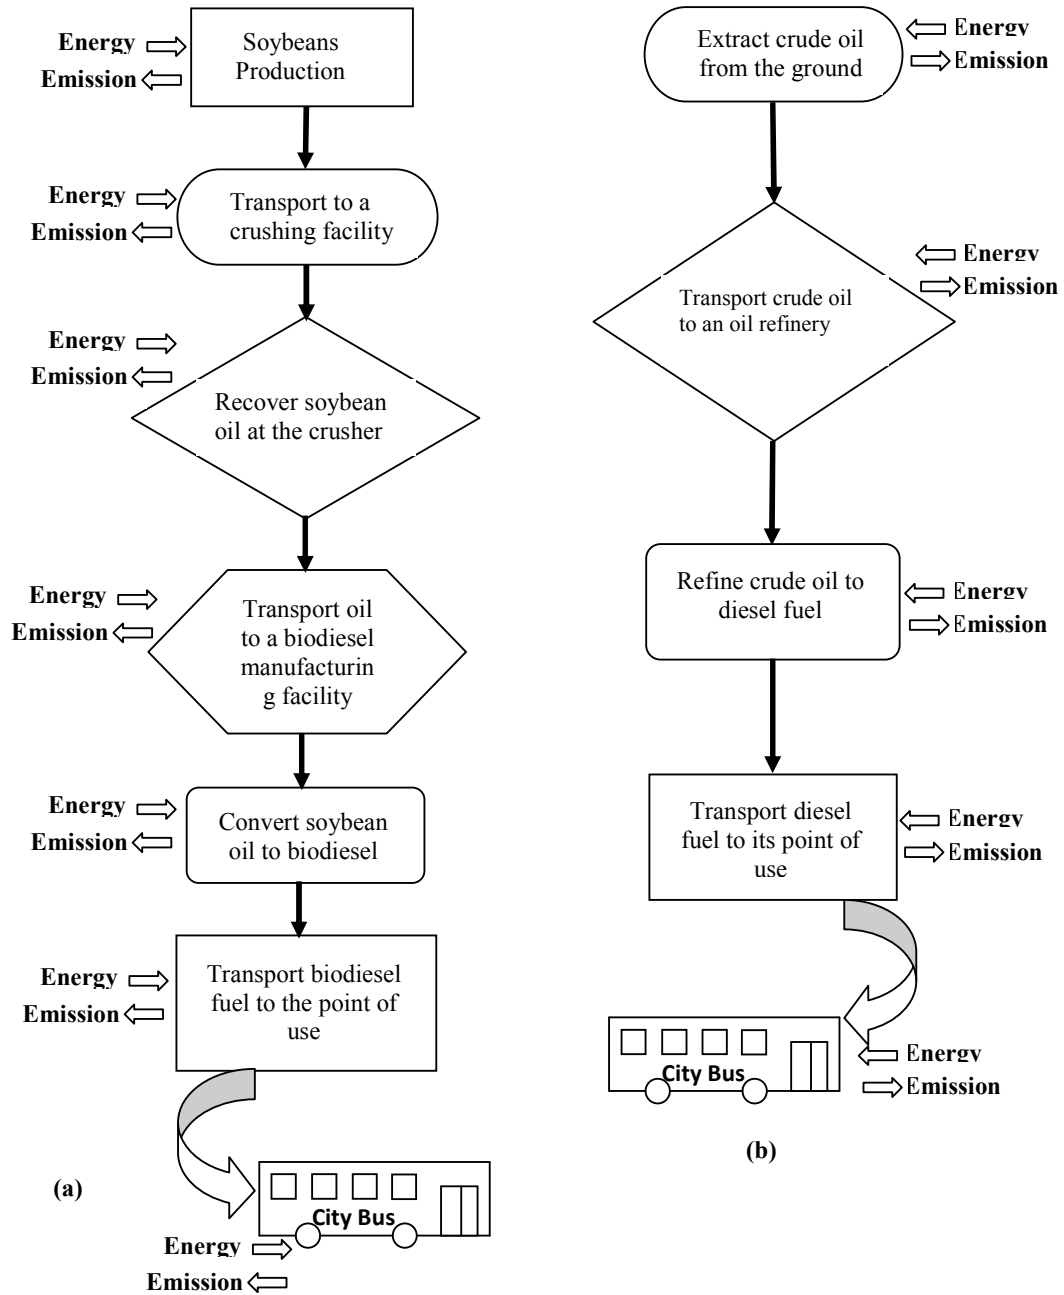 Energy
Emission
Soybeans
Production
Energy
Emission
Transport to a
crushing facility
Energy
Emission
Recover soybean
oil at the crusher
Energy
Emission
Transport oil
to a biodiesel
manufacturin
g facility
Energy
Emission
Convert soybean
oil to biodiesel
Energy
Emission
Transport biodiesel
fuel to the point of
use
(a)
City Bus
Energy
Emission
Extract crude oil
from the ground
Energy
Emission
Transport crude oil
to an oil refinery
Energy
Emission
Refine crude oil to
diesel fuel
Energy
Emission
Transport diesel
fuel to its point of
use
Energy
Emission
City Bus
Energy
Emission
(b)